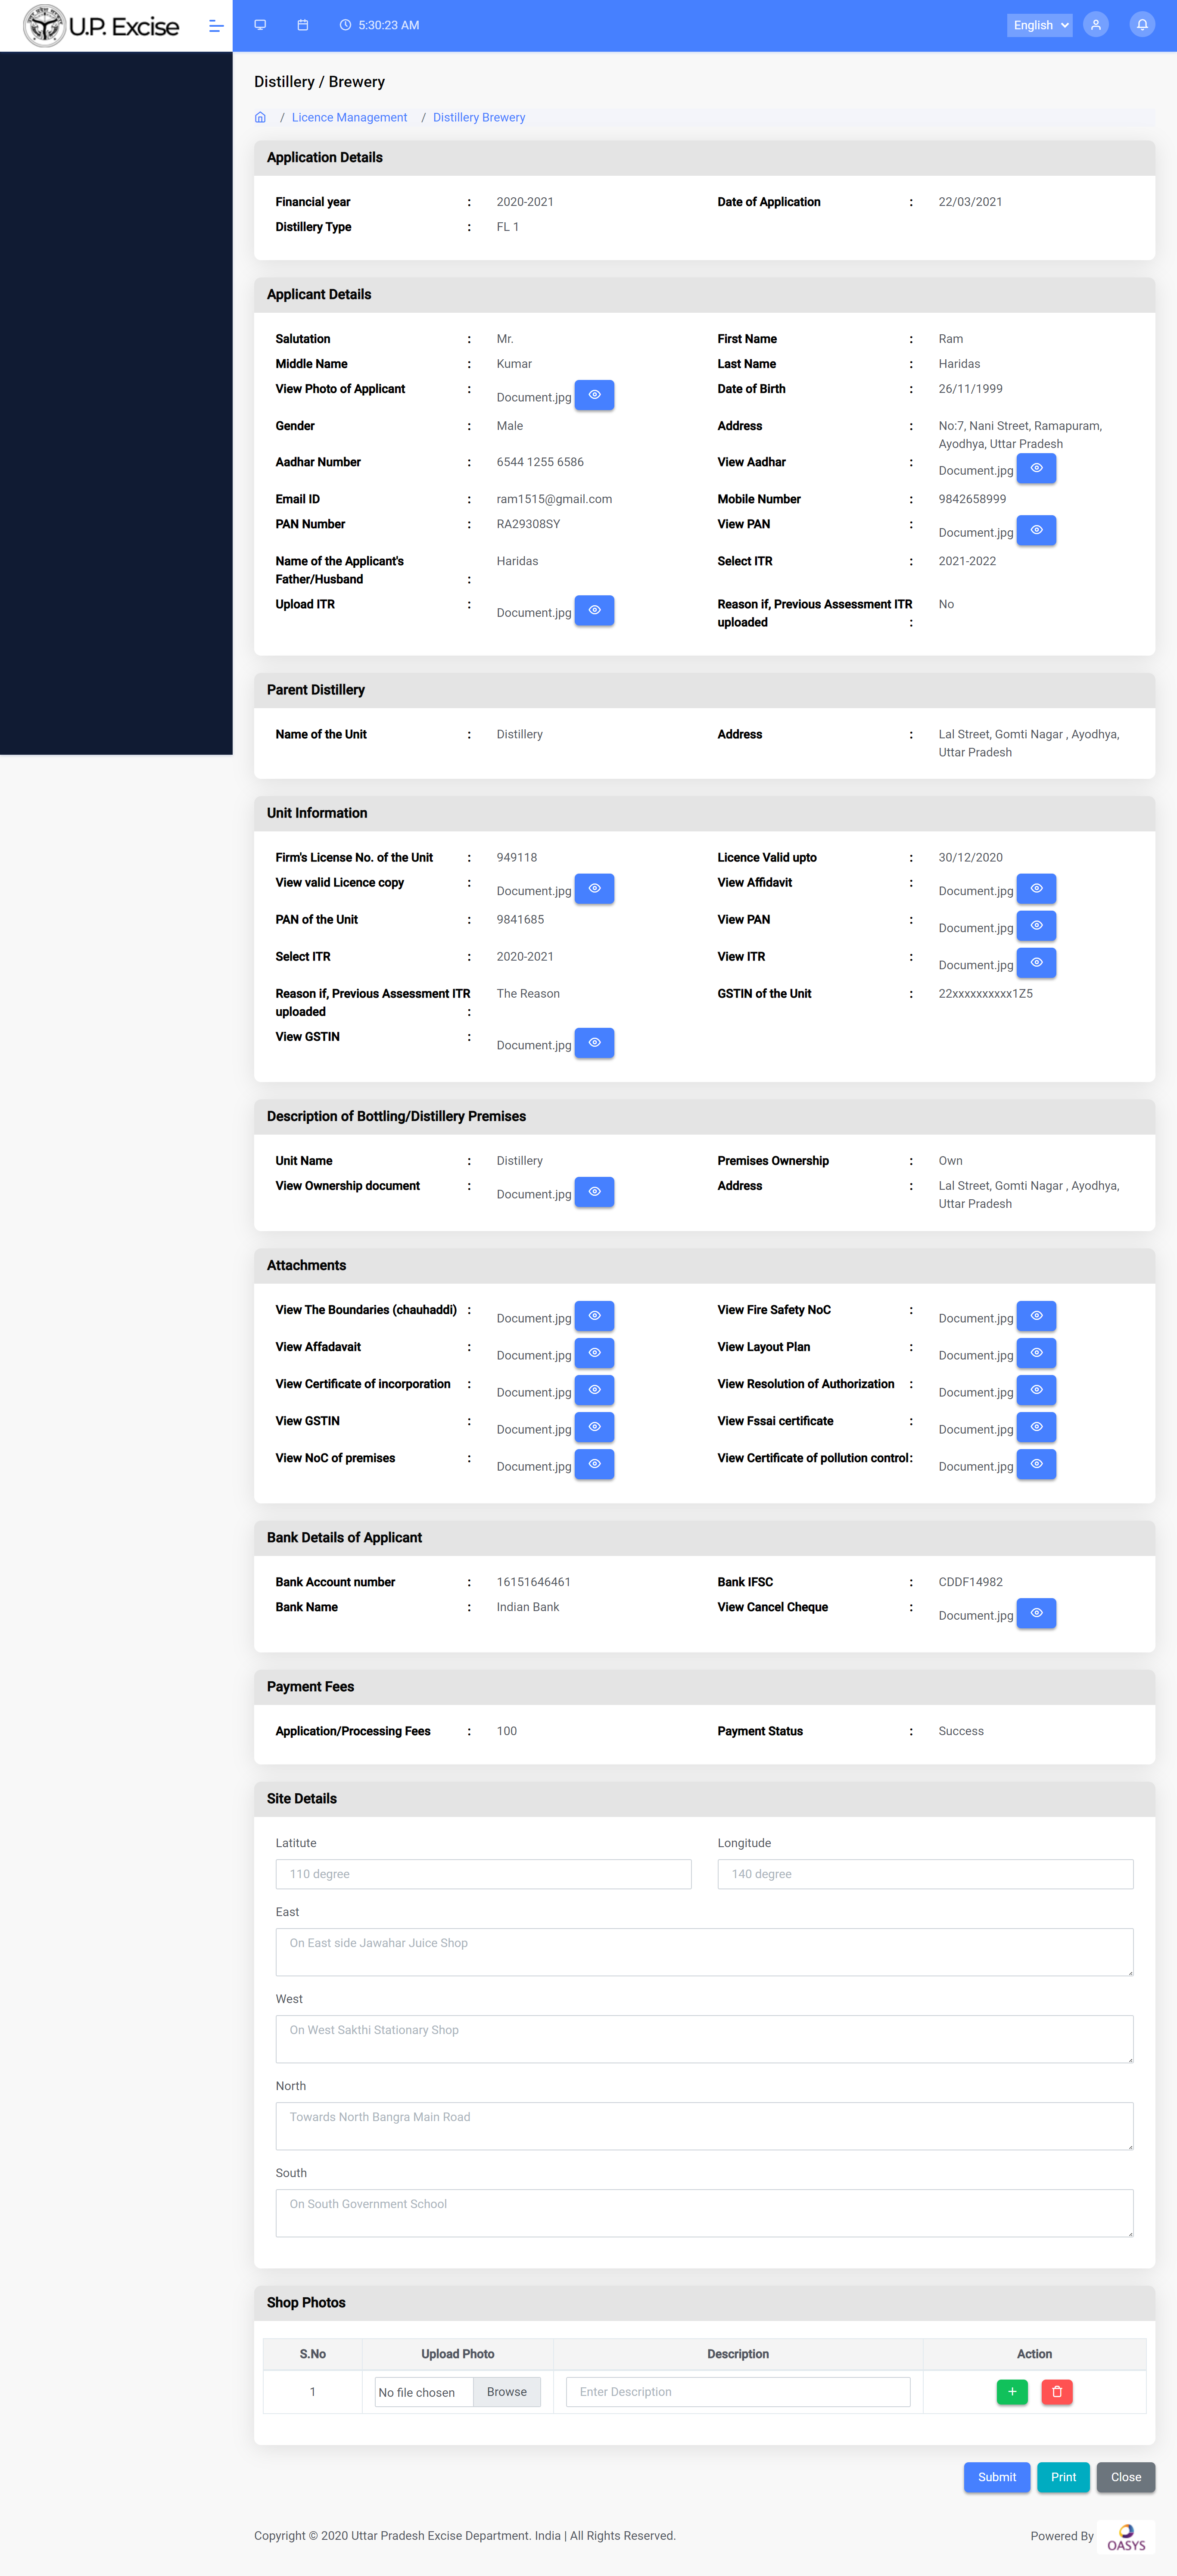 U.P. Excise
5:30:23 AM
English
Distillery / Brewery
/ Licence Management / Distillery Brewery
Application Details
Financial year : 2020-2021 Date of Application : 22/03/2021
Distillery Type : FL 1
Applicant Details
Salutation : Mr. First Name : Ram
Middle Name : Kumar Last Name : Haridas
View Photo of Applicant : Document.jpg Date of Birth : 26/11/1999
Gender : Male Address : No:7, Nani Street, Ramapuram,
Ayodhya, Uttar Pradesh
Aadhar Number : 6544 1255 6586 View Aadhar : Document.jpg
Email ID : ram1515@gmail.com Mobile Number : 9842658999
PAN Number : RA29308SY View PAN : Document.jpg
Name of the Applicant's Haridas Select ITR : 2021-2022
Father/Husband :
Upload ITR : Document.jpg Reason if, Previous Assessment ITR No
uploaded :
Parent Distillery
Name of the Unit : Distillery Address : Lal Street, Gomti Nagar , Ayodhya,
Uttar Pradesh
Unit Information
Firm's License No. of the Unit : 949118 Licence Valid upto : 30/12/2020
View valid Licence copy : Document.jpg View Affidavit : Document.jpg
PAN of the Unit : 9841685 View PAN : Document.jpg
Select ITR : 2020-2021 View ITR : Document.jpg
Reason if, Previous Assessment ITR The Reason GSTIN of the Unit : 22xxxxxxxxxx1Z5
uploaded :
View GSTIN : Document.jpg
Description of Bottling/Distillery Premises
Unit Name : Distillery Premises Ownership : Own
View Ownership document : Document.jpg Address : Lal Street, Gomti Nagar , Ayodhya,
Uttar Pradesh
Attachments
View The Boundaries (chauhaddi) : Document.jpg View Fire Safety NoC : Document.jpg
View Affadavait : Document.jpg View Layout Plan : Document.jpg
View Certificate of incorporation : Document.jpg View Resolution of Authorization : Document.jpg
View GSTIN : Document.jpg View Fssai certificate : Document.jpg
View NoC of premises : Document.jpg View Certificate of pollution control: Document.jpg
Bank Details of Applicant
Bank Account number : 16151646461 Bank IFSC : CDDF14982
Bank Name : Indian Bank View Cancel Cheque : Document.jpg
Payment Fees
Application/Processing Fees : 100 Payment Status : Success
Site Details
Latitute Longitude
110 degree 140 degree
East
On East side Jawahar Juice Shop
West
On West Sakthi Stationary Shop
North
Towards North Bangra Main Road
South
On South Government School
Shop Photos
S.No Upload Photo Description Action
1 No file chosen Browse Enter Description +
Submit Print Close
Copyright © 2020 Uttar Pradesh Excise Department. India | All Rights Reserved. Powered By OASYS